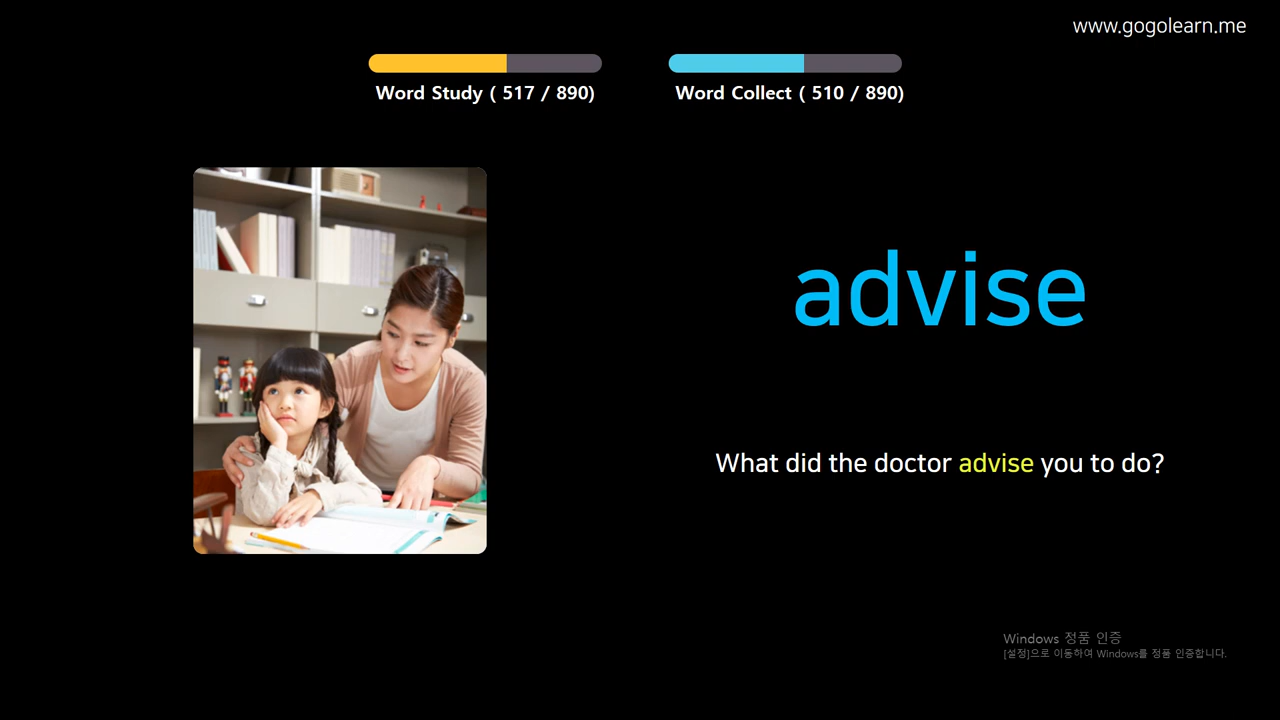 www.gogolearn.me
Word Study ( 517 / 890)
Word Collect ( 510 / 890)
advise
What did the doctor advise you to do?
Windows 정품 인증
[설정]으로 이동하여 Windows를 정품 인증합니다.